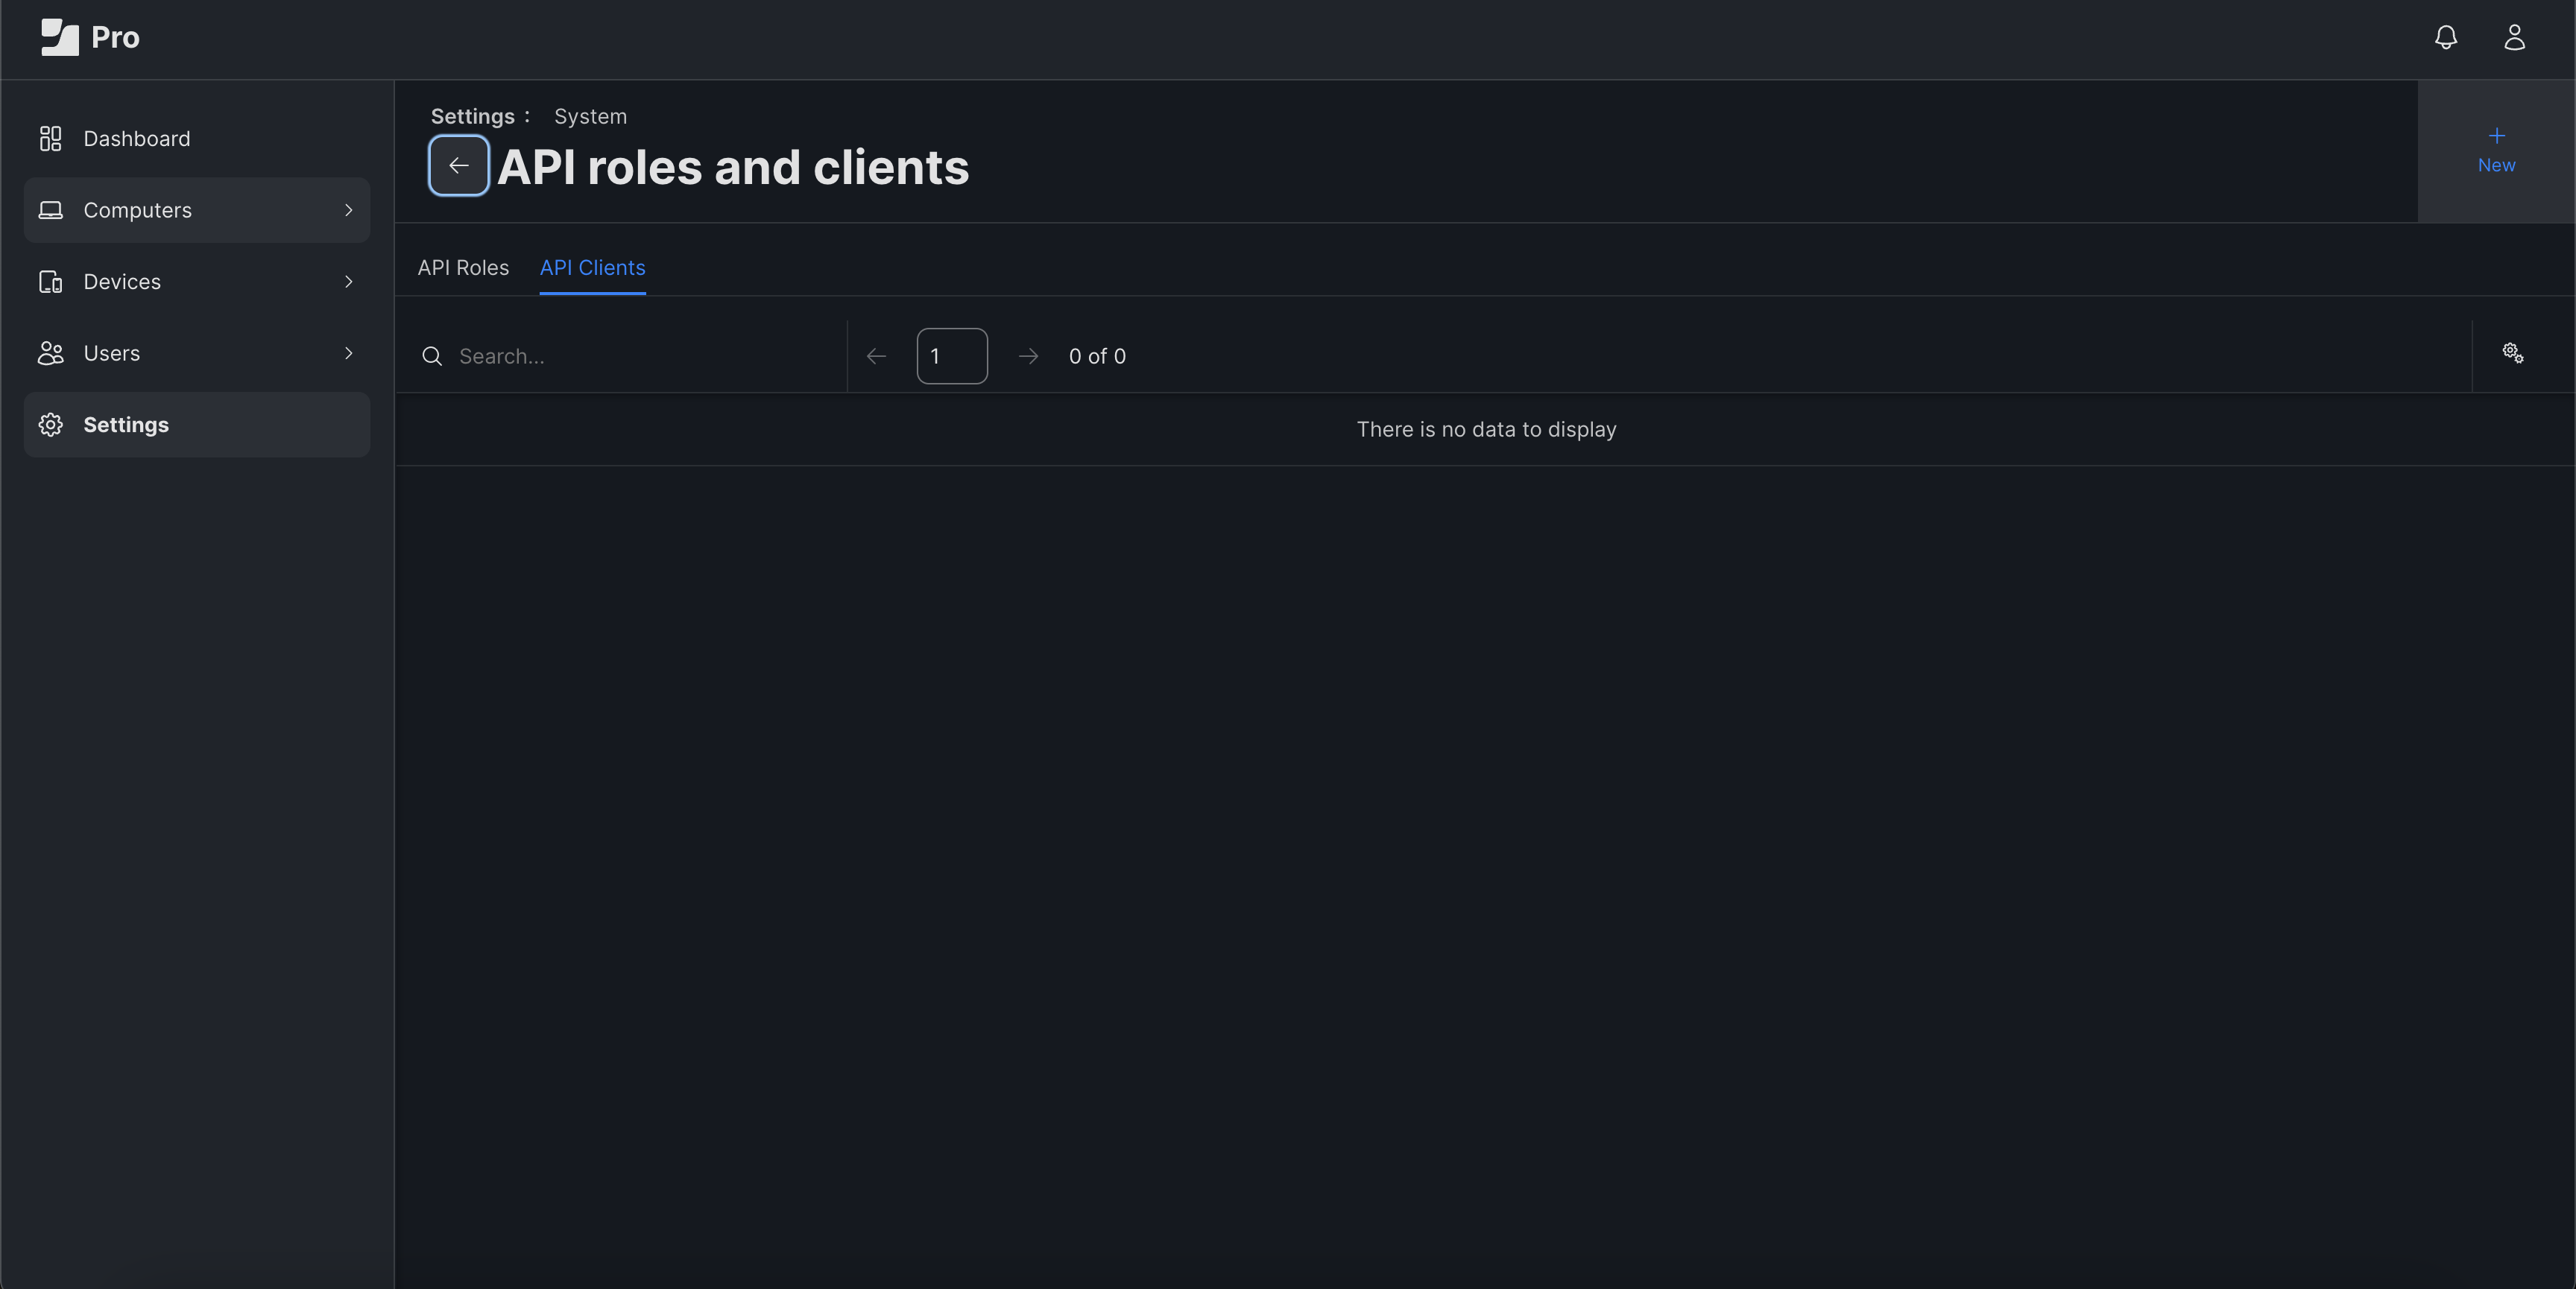 Pro
Dashboard
Computers
Devices
Users
Settings
Settings : System
API roles and clients
New
API Roles API Clients
Search... 1 0 of 0
There is no data to display